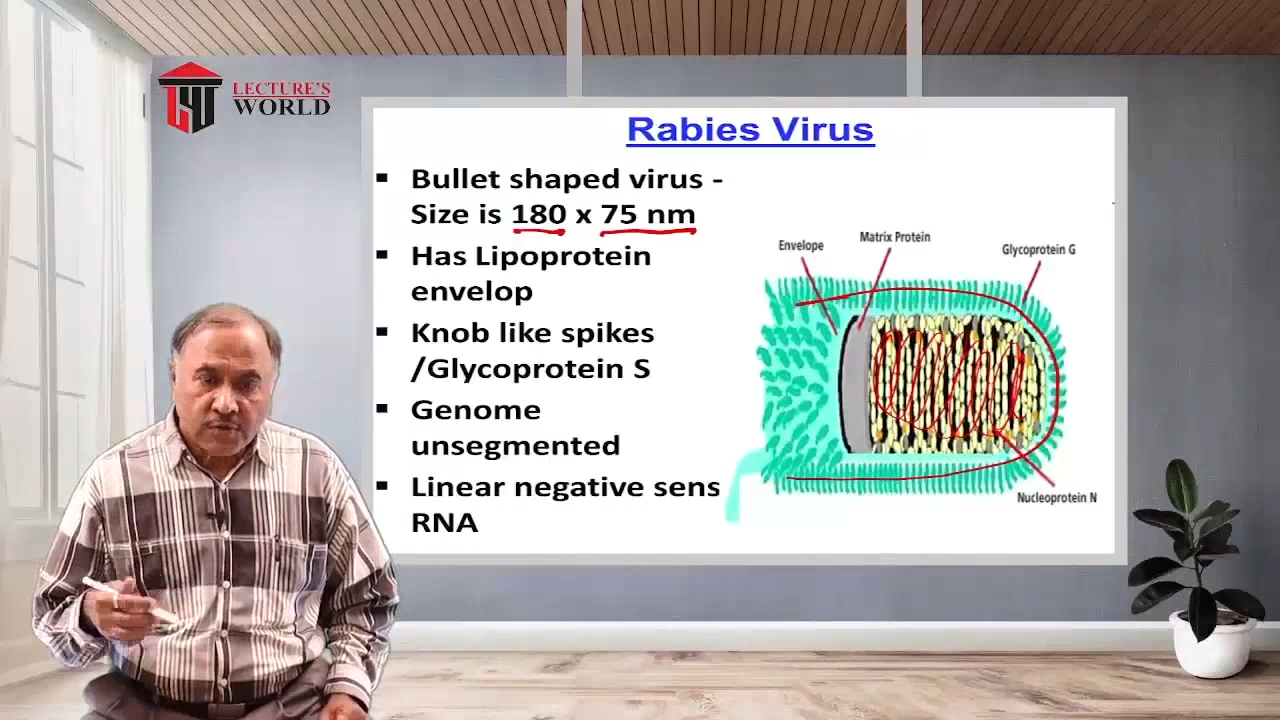 LECTURE'S
WORLD
Rabies Virus
▪ Bullet shaped virus -
Size is 180 x 75 nm
▪ Has Lipoprotein
envelop
▪ Knob like spikes
/Glycoprotein S
▪ Genome
unsegmented
▪ Linear negative sens
RNA
Envelope
Matrix Protein
Glycoprotein G
Nucleoprotein N